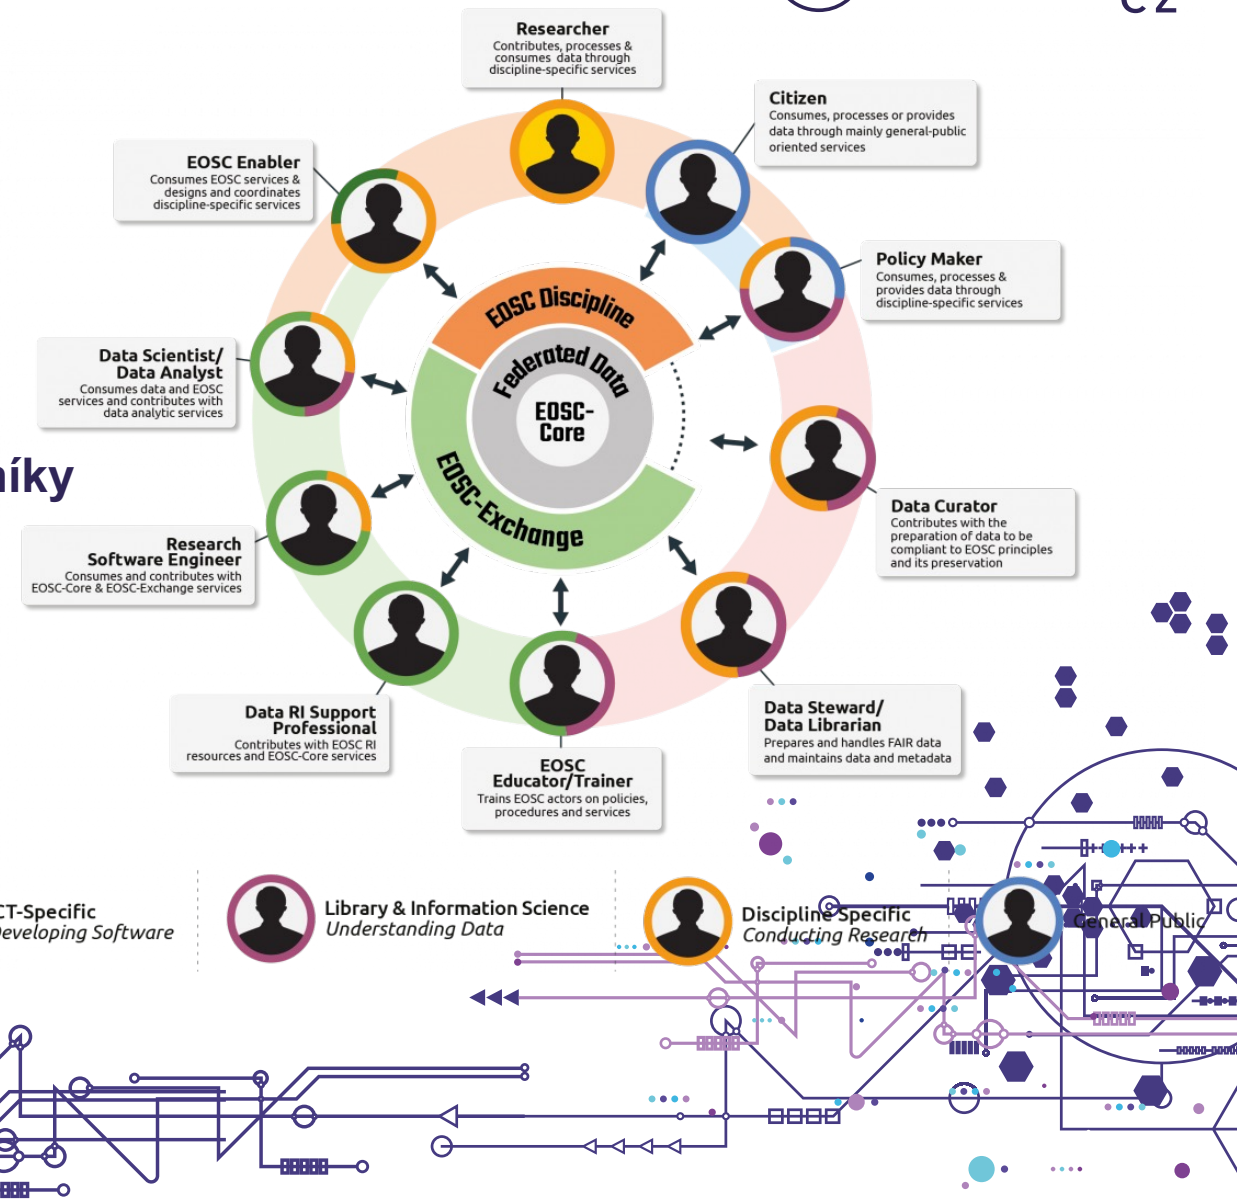 cz
Researcher
Contributes, processes &
consumes data through
discipline-specific services
Citizen
Consumes, processes or provides
data through mainly general-public
oriented services
EOSC Enabler
Consumes EOSC services &
designs and coordinates
discipline-specific services
Policy Maker
Consumes, processes &
provides data through
discipline-specific services
EOSC Discipline
Federated Data
EOSC-
Core
EOSC-Exchange
Data Scientist/
Data Analyst
Consumes data and EOSC
services and contributes with
data analytic services
níky
Data Curator
Contributes with the
preparation of data to be
compliant to EOSC principles
and its preservation
Research
Software Engineer
Consumes and contributes with
EOSC-Core & EOSC-Exchange services
Data RI Support
Professional
Contributes with EOSC RI
resources and EOSC-Core services
EOSC
Educator/Trainer
Trains EOSC actors on policies,
procedures and services
Data Steward/
Data Librarian
Prepares and handles FAIR data
and maintains data and metadata
CT-Specific
Developing Software
Library & Information Science
Understanding Data
Discipline Specific
Conducting Research
General Public